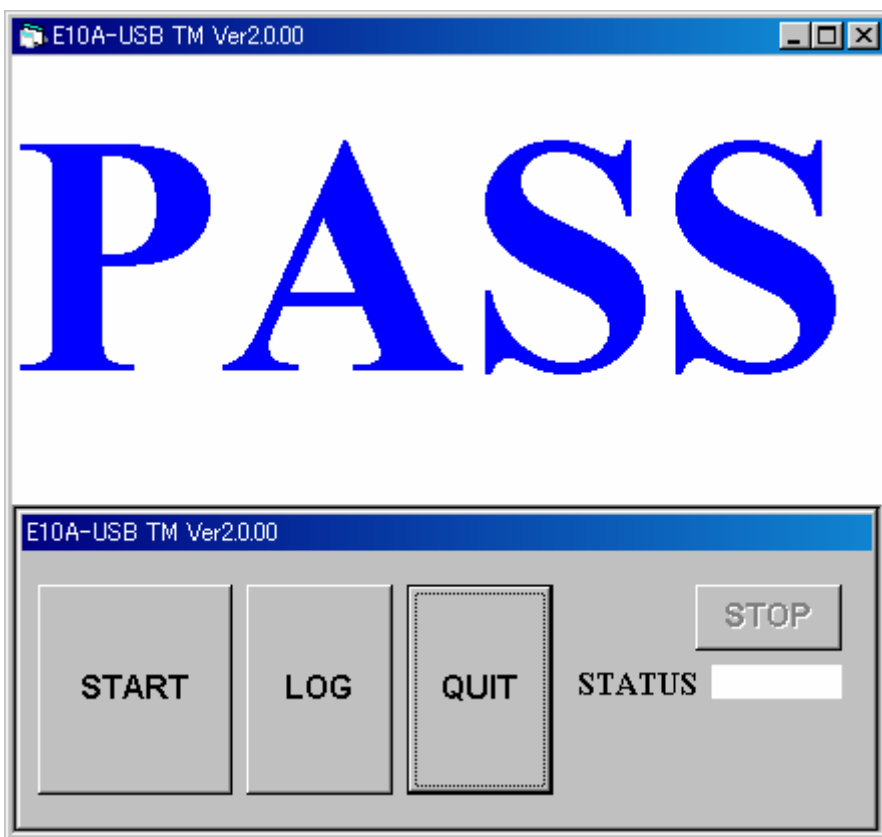 E10A-USB TM Ver2.0.00
PASS
E10A-USB TM Ver2.0.00
START LOG QUIT STOP
STATUS